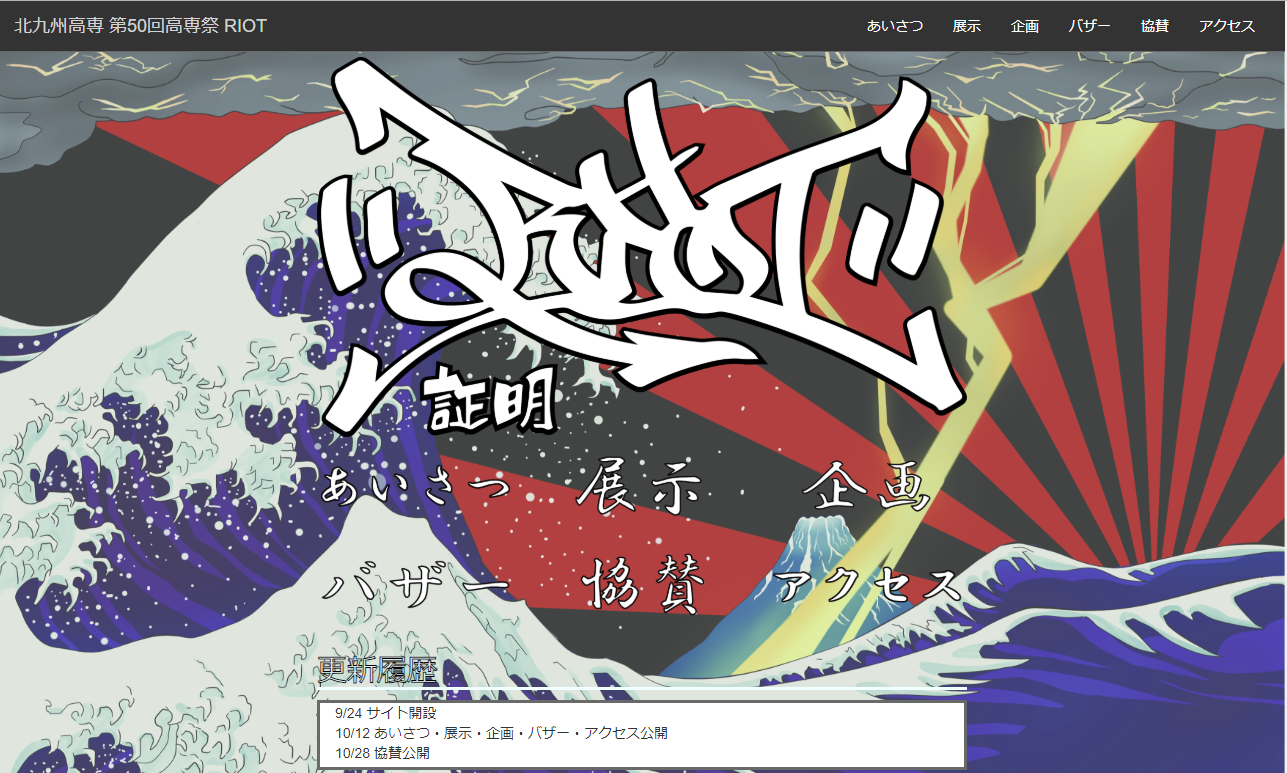 北九州高専 第50回高専祭 RIOT
あいさつ 展示 企画 バザー 協賛 アクセス
RIOT
証明
あいさつ 展示 企画
バザー 協賛 アクセス
更新履歴
9/24 サイト開設
10/12 あいさつ・展示・企画・バザー・アクセス公開
10/28 協賛公開